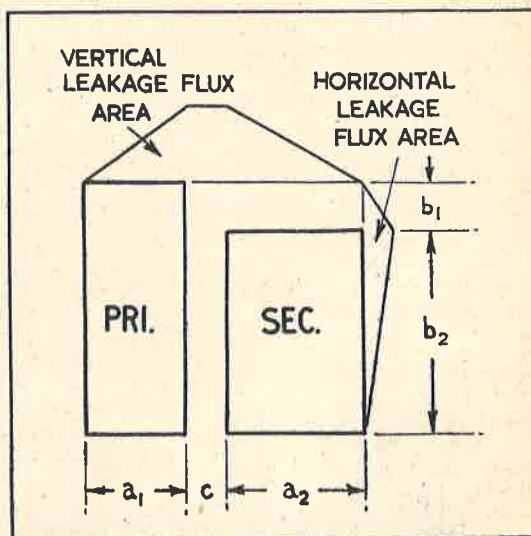 VERTICAL
LEAKAGE FLUX
AREA
HORIZONTAL
LEAKAGE
FLUX AREA
b₁
PRI.
SEC.
b₂
a₁
c
a₂